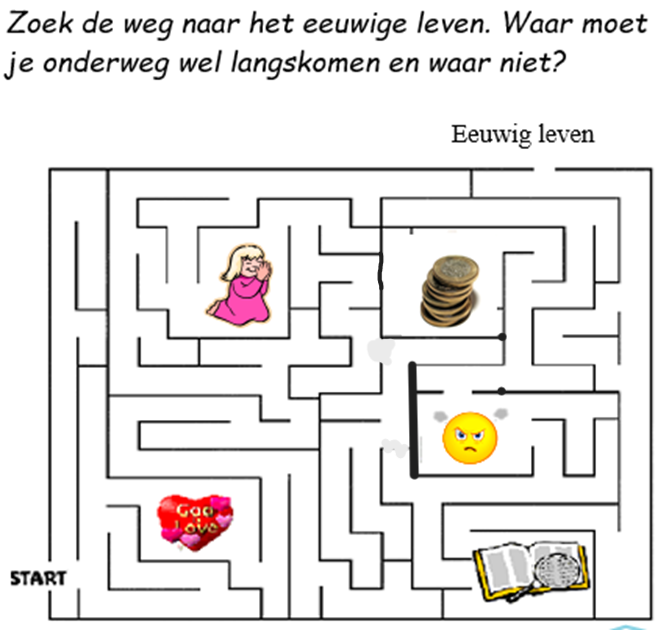 Zoek de weg naar het eeuwige leven. Waar moet
je onderweg wel langskomen en waar niet?
Eeuwig leven
God
Love
START